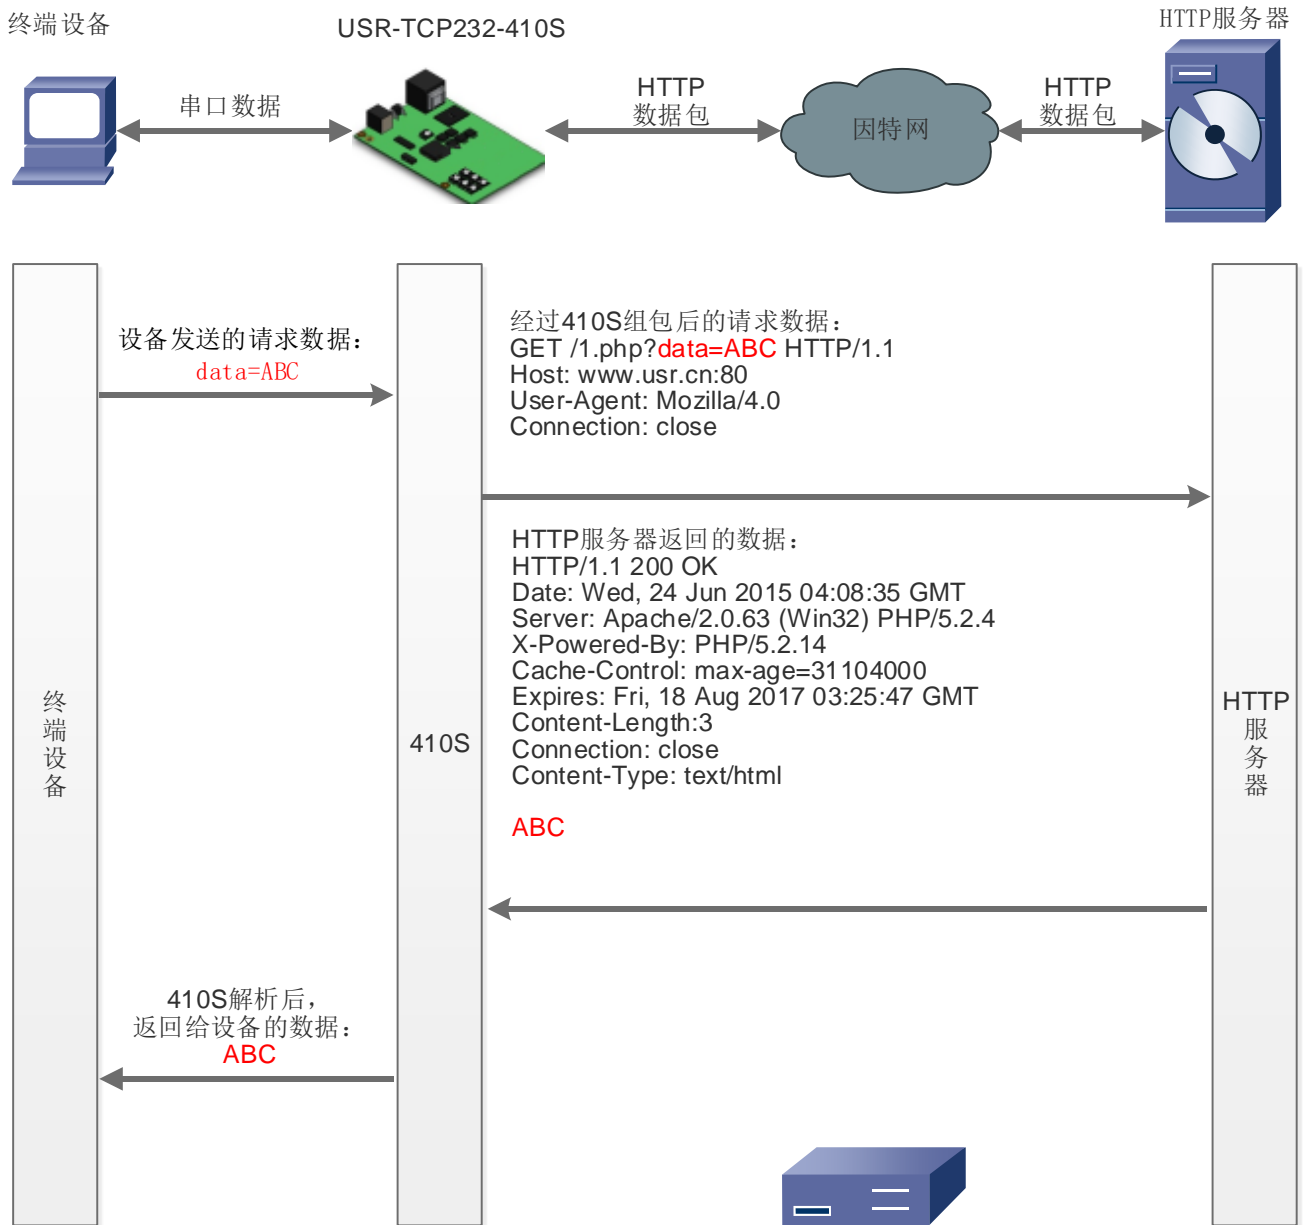 终端设备
USR-TCP232-410S
HTTP服务器
串口数据
HTTP
数据包
因特网
HTTP
数据包
设备发送的请求数据：
data=ABC
经过410S组包后的请求数据：
GET /1.php?data=ABC HTTP/1.1
Host: www.usr.cn:80
User-Agent: Mozilla/4.0
Connection: close
HTTP服务器返回的数据：
HTTP/1.1 200 OK
Date: Wed, 24 Jun 2015 04:08:35 GMT
Server: Apache/2.0.63 (Win32) PHP/5.2.4
X-Powered-By: PHP/5.2.14
Cache-Control: max-age=31104000
Expires: Fri, 18 Aug 2017 03:25:47 GMT
Content-Length:3
Connection: close
Content-Type: text/html
ABC
终端设备
410S
HTTP
服务器
410S解析后，
返回给设备的数据：
ABC